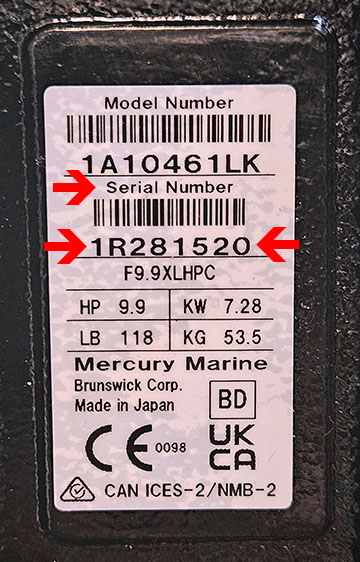 Model Number
1A10461LK
Serial Number
1R281520
F9.9XLHPC
HP 9.9 KW 7.28
LB 118 KG 53.5
Mercury Marine
Brunswick Corp.
Made in Japan
BD
CE 0098 UK
CA
CAN ICES-2/NMB-2